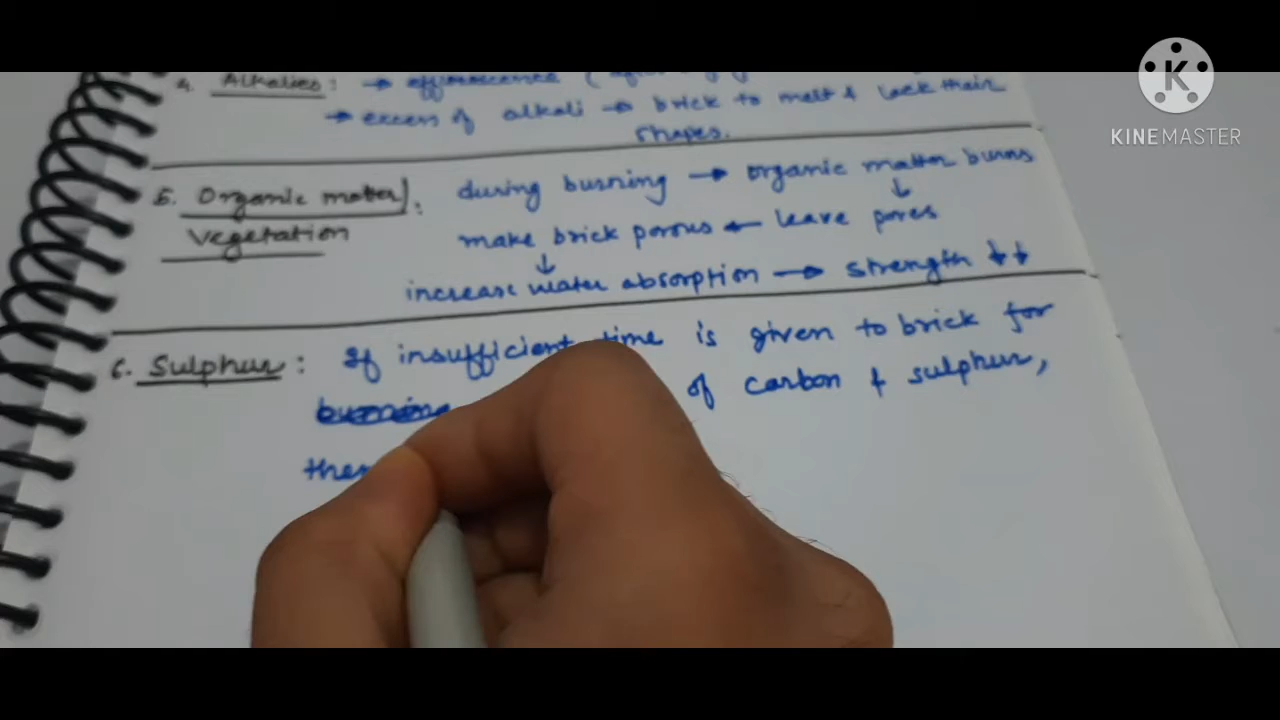 4. Alkalies: → efflorescence (
→ excess of alkali → brick to melt & lack their
shapes.
5. Organic matter/
Vegetation : during burning → organic matter burns
↓
make brick porous ← leave pores
↓
increase water absorption → strength ↓↓
6. Sulphur: If insufficient time is given to brick for
of carbon & sulphur,
then
K
KINEMASTER